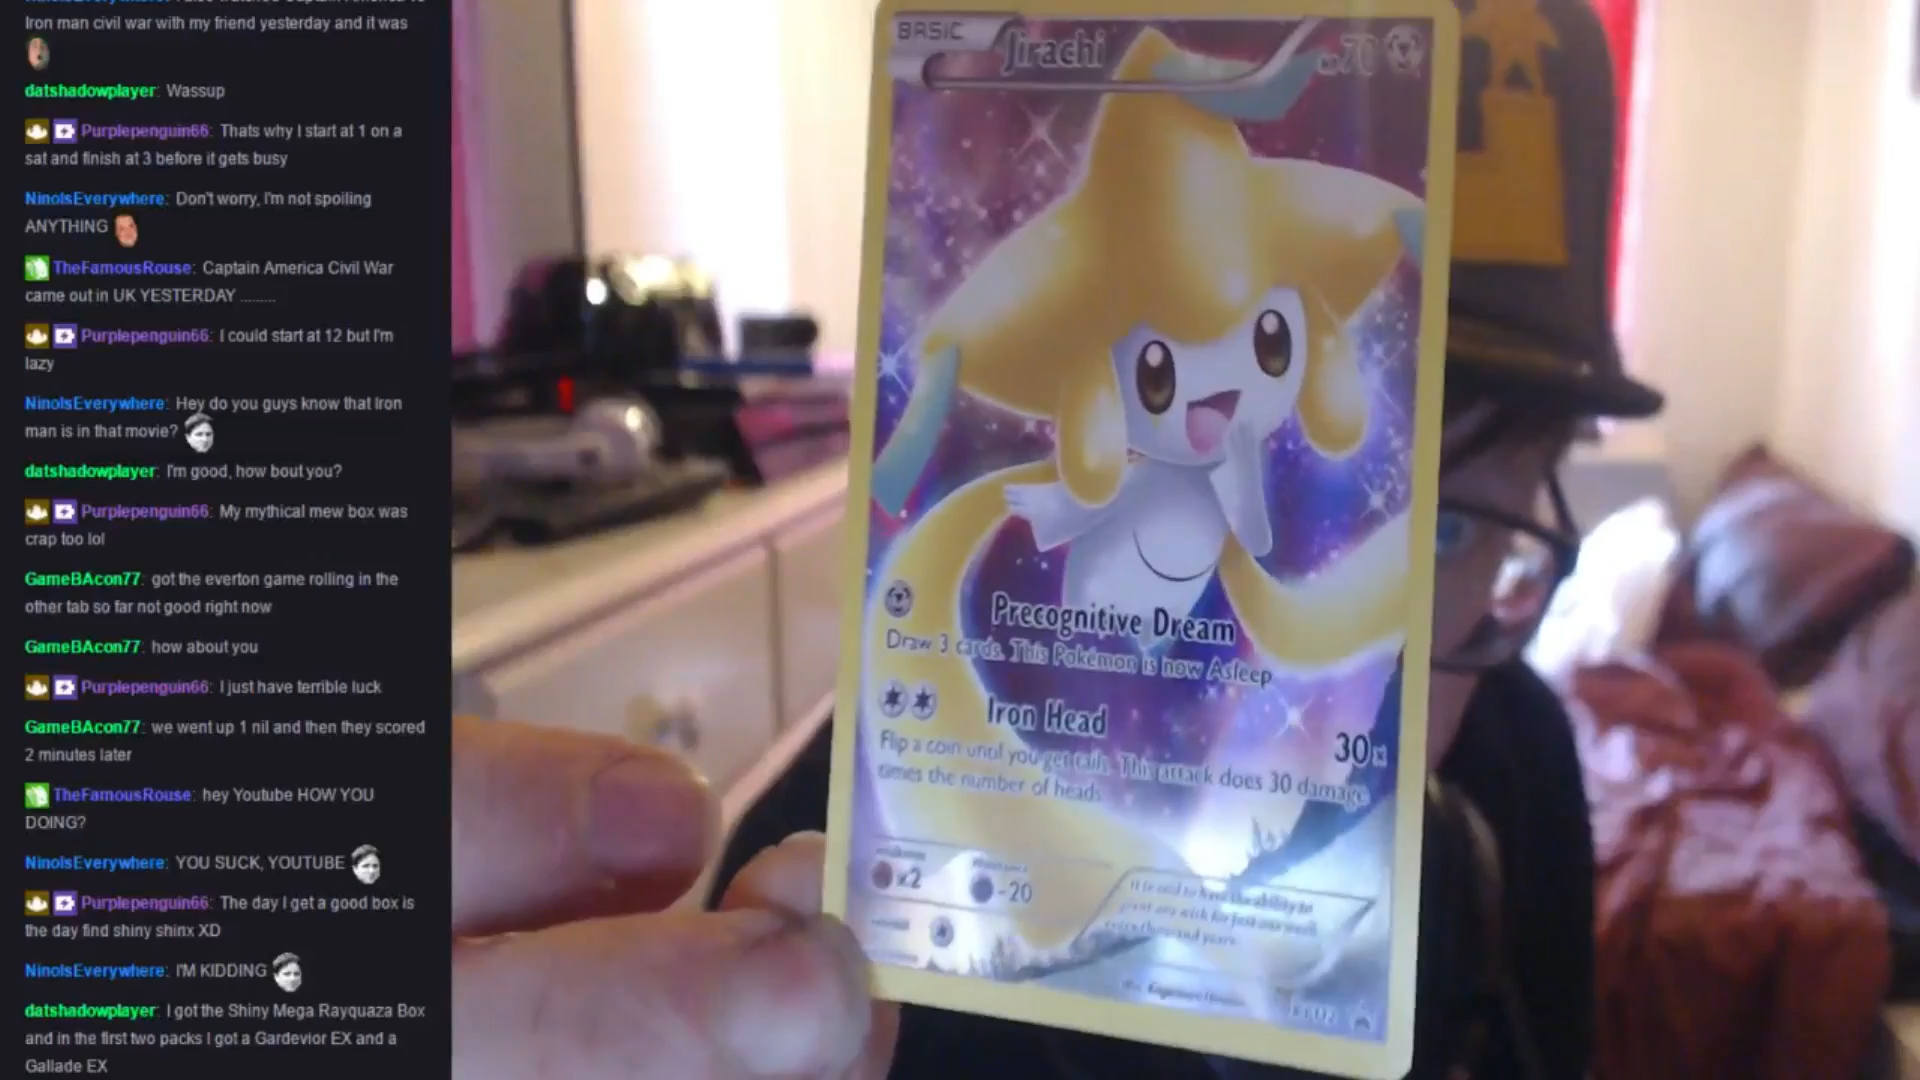 Iron man civil war with my friend yesterday and it was
datshadowplayer: Wassup
Purplepenguin66: Thats why I start at 1 on a
sat and finish at 3 before it gets busy
NinoIsEverywhere: Don't worry, I'm not spoiling
ANYTHING
TheFamousRouse: Captain America Civil War
came out in UK YESTERDAY .........
Purplepenguin66: I could start at 12 but I'm
lazy
NinoIsEverywhere: Hey do you guys know that Iron
man is in that movie?
datshadowplayer: I'm good, how bout you?
Purplepenguin66: My mythical mew box was
crap too lol
GameBAcon77: got the everton game rolling in the
other tab so far not good right now
GameBAcon77: how about you
Purplepenguin66: I just have terrible luck
GameBAcon77: we went up 1 nil and then they scored
2 minutes later
TheFamousRouse: hey Youtube HOW YOU
DOING?
NinoIsEverywhere: YOU SUCK, YOUTUBE
Purplepenguin66: The day I get a good box is
the day find shiny shinx XD
NinoIsEverywhere: I'M KIDDING
datshadowplayer: I got the Shiny Mega Rayquaza Box
and in the first two packs I got a Gardevior EX and a
Gallade EX
BASIC Jirachi 70
Precognitive Dream
Draw 3 cards. This Pokémon is now Asleep
Iron Head 30x
Flip a coin until you get tails. This attack does 30 damage
times the number of heads
x2 -20
It is said to have the ability to